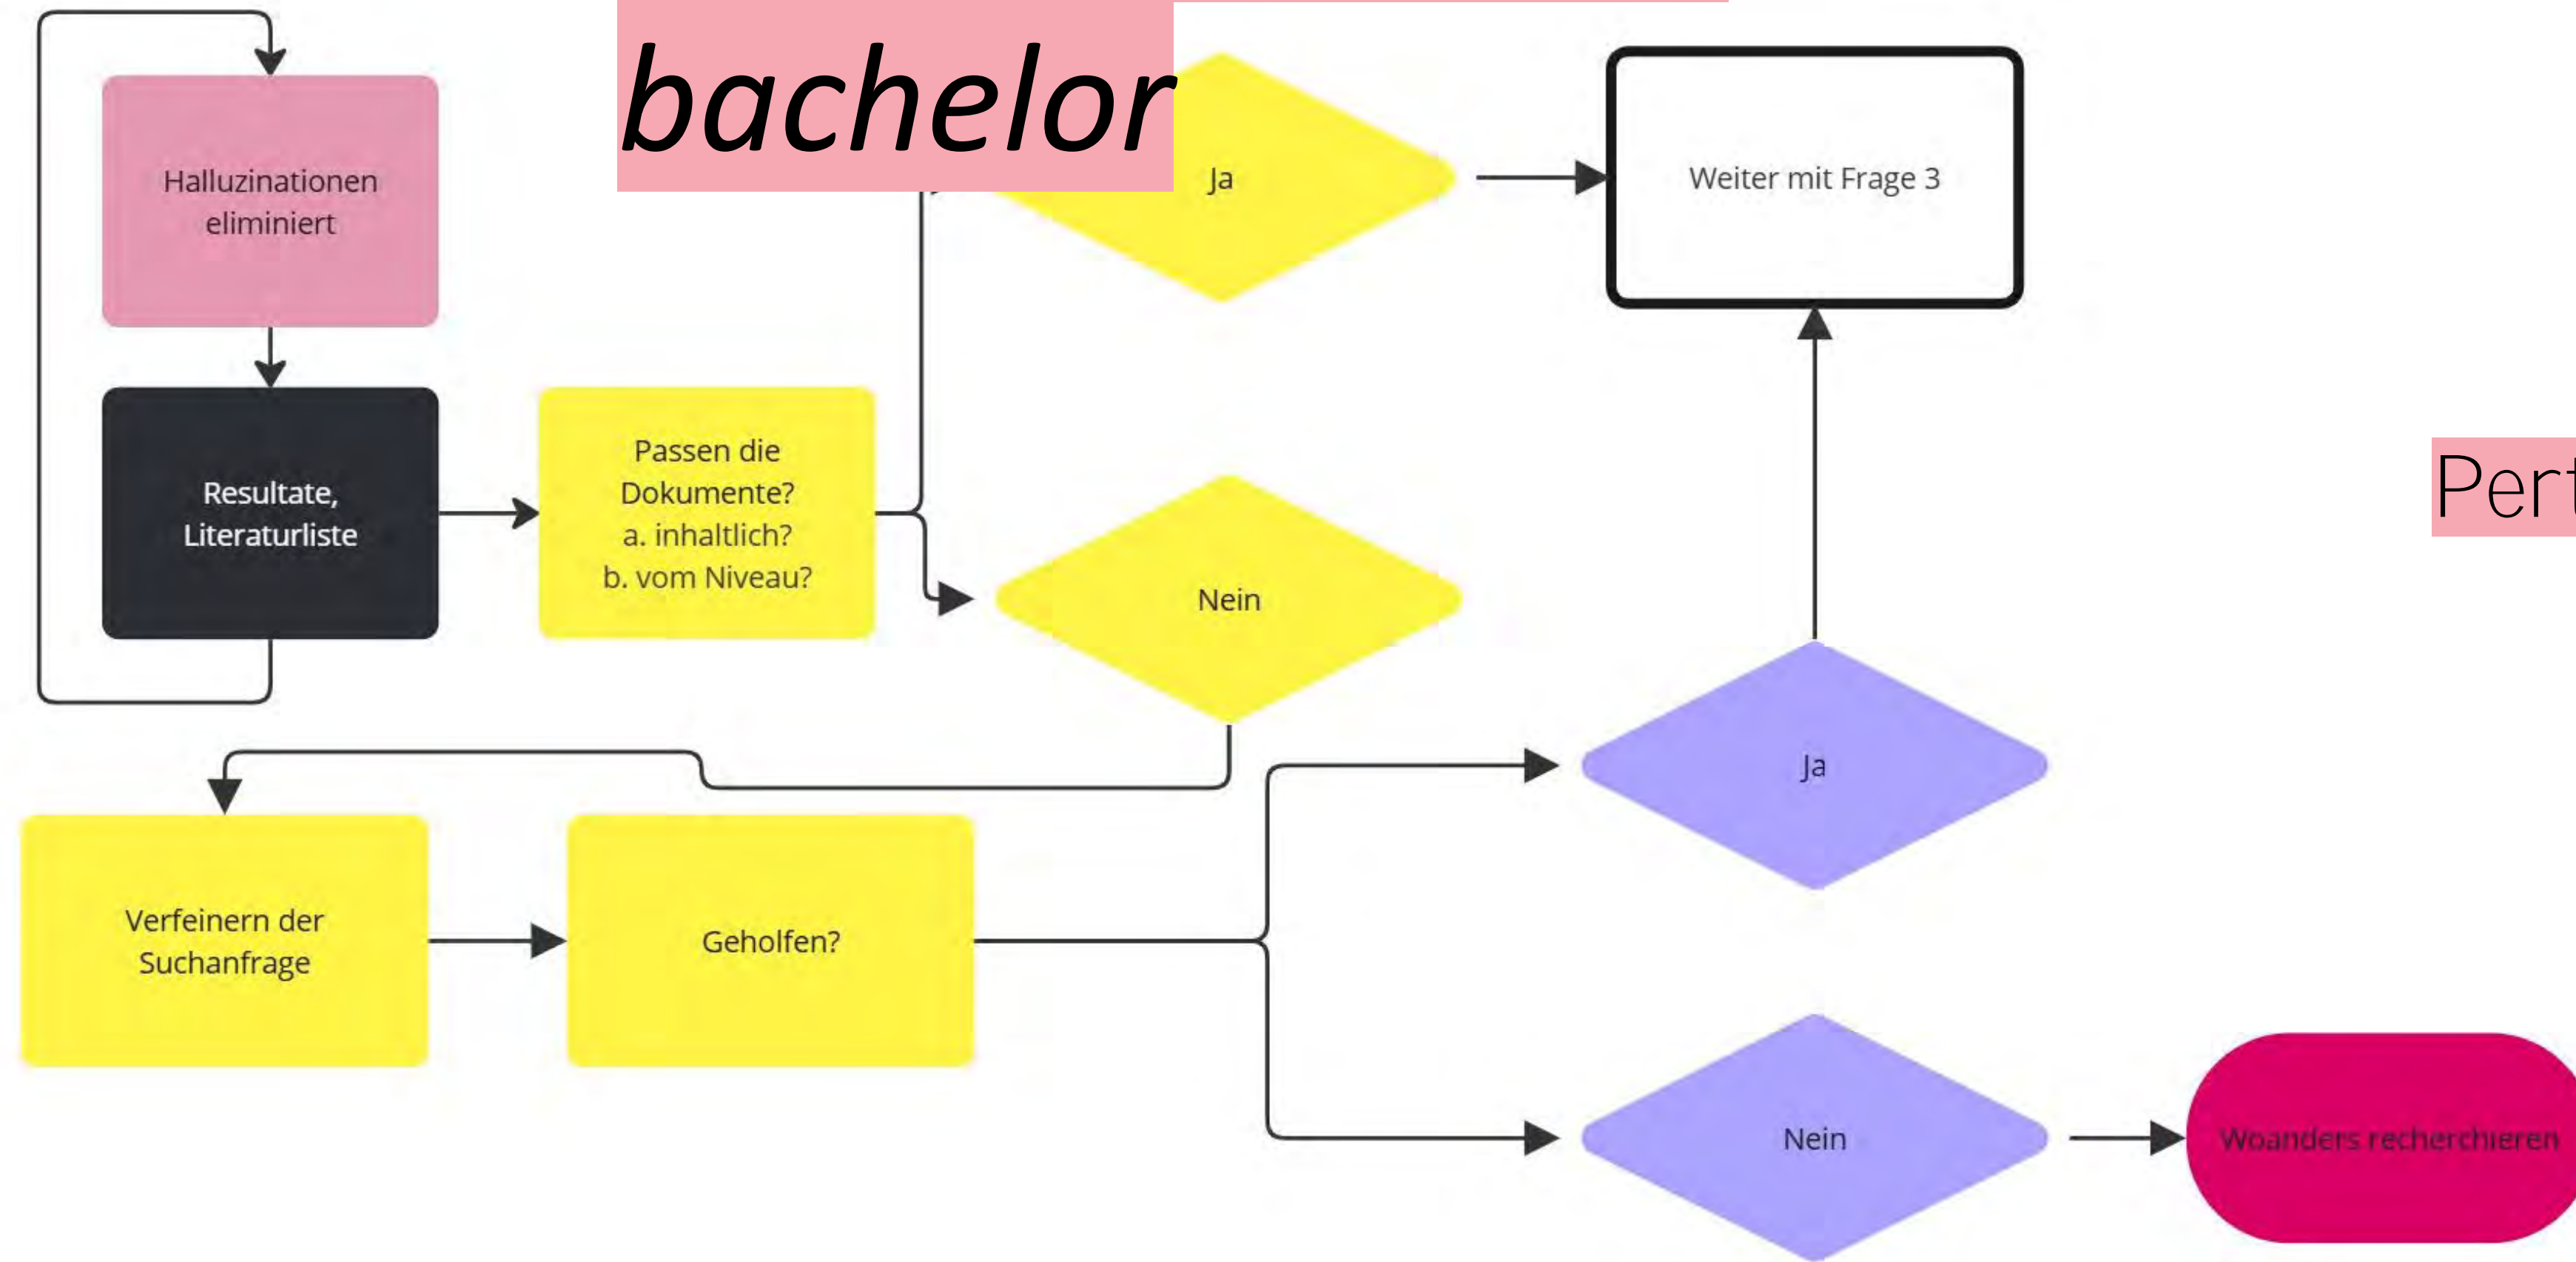 bachelor
Halluzinationen
eliminiert
Ja
Weiter mit Frage 3
Resultate,
Literaturliste
Passen die
Dokumente?
a. inhaltlich?
b. vom Niveau?
Nein
Ja
Verfeinern der
Suchanfrage
Geholfen?
Nein
Woanders recherchieren